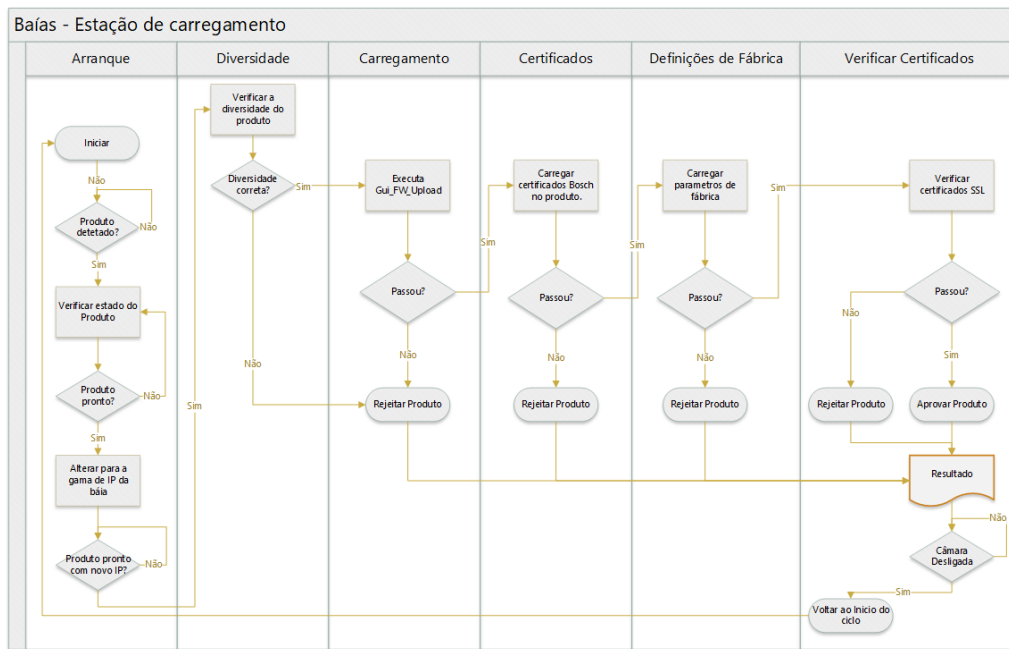 Baías - Estação de carregamento
Arranque
Diversidade
Carregamento
Certificados
Definições de Fábrica
Verificar Certificados
Iniciar
Não
Produto
detetado?
Não
Sim
Verificar estado do
Produto
Produto
pronto?
Não
Sim
Alterar para a
gama de IP da
báia
Produto pronto
com novo IP?
Não
Sim
Verificar a
diversidade do
produto
Diversidade
correta?
Sim
Não
Executa
Gui_FW_Upload
Passou?
Sim
Não
Rejeitar Produto
Carregar
certificados Bosch
no produto.
Passou?
Sim
Não
Rejeitar Produto
Carregar
parametros de
fábrica
Passou?
Sim
Não
Rejeitar Produto
Verificar
certificados SSL
Passou?
Não
Sim
Rejeitar Produto
Aprovar Produto
Resultado
Não
Câmara
Desligada
Sim
Voltar ao Inicio do
ciclo